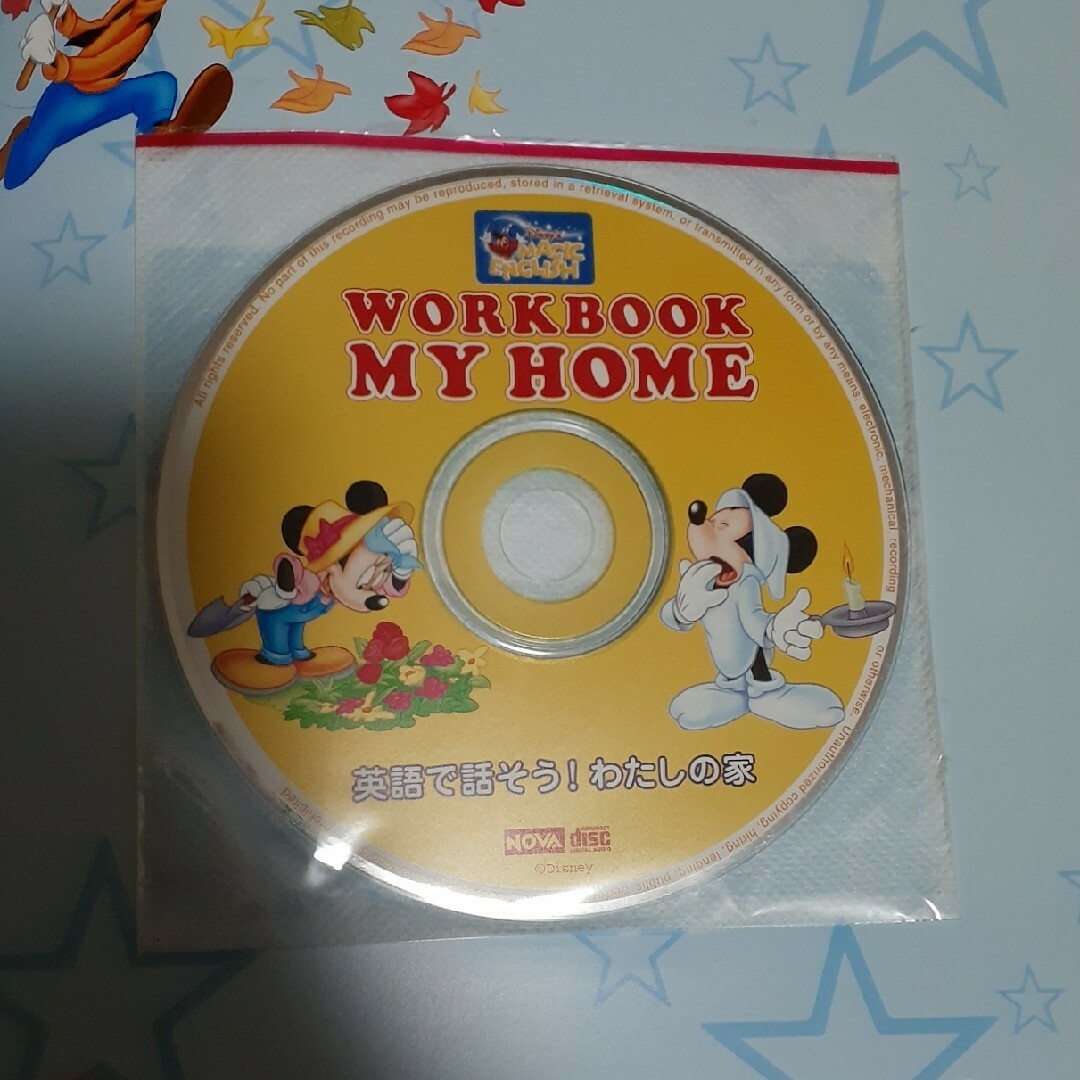 All rights reserved. No part of this recording may be reproduced, stored in a retrieval system, or transmitted in any form or by any means, electronic, mechanical, recording or otherwise. Unauthorized copying, hiring, lending, public
Disney's
MAGIC
ENGLISH
WORKBOOK
MY HOME
英語で話そう!わたしの家
NOVA
disc
DIGITAL AUDIO
©Disney